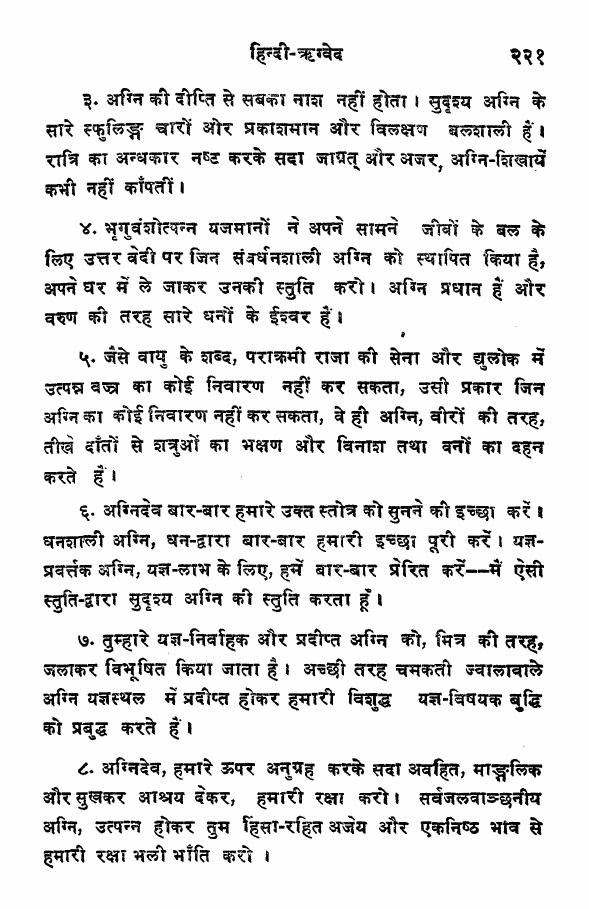 हिन्दी-ऋग्वेद २२१
३. अग्नि की दीप्ति से सबका नाश नहीं होता। सुदृश्य अग्नि के
सारे स्फुलिङ्ग चारों ओर प्रकाशमान और विलक्षण बलशाली हैं।
रात्रि का अन्धकार नष्ट करके सदा जाग्रत् और अजर, अग्नि-शिखायें
कभी नहीं काँपतीं।
४. भृगुवंशोत्पन्न यजमानों ने अपने सामने जीवों के बल के
लिए उत्तर वेदी पर जिन संवर्धनशाली अग्नि को स्थापित किया है,
अपने घर में ले जाकर उनकी स्तुति करो। अग्नि प्रधान हैं और
वरुण की तरह सारे धनों के ईश्वर हैं।
५. जैसे वायु के शब्द, पराक्रमी राजा की सेना और द्युलोक में
उत्पन्न वज्र का कोई निवारण नहीं कर सकता, उसी प्रकार जिन
अग्नि का कोई निवारण नहीं कर सकता, वे ही अग्नि, वीरों की तरह,
तीखे दाँतों से शत्रुओं का भक्षण और विनाश तथा वनों का दहन
करते हैं।
६. अग्निदेव बार-बार हमारे उक्त स्तोत्र को सुनने की इच्छा करें।
धनशाली अग्नि, धन-द्वारा बार-बार हमारी इच्छा पूरी करें। यज्ञ-
प्रवर्त्तक अग्नि, यज्ञ-लाभ के लिए, हमें बार-बार प्रेरित करें--मैं ऐसी
स्तुति-द्वारा सुदृश्य अग्नि की स्तुति करता हूँ।
७. तुम्हारे यज्ञ-निर्वाहक और प्रदीप्त अग्नि को, मित्र की तरह,
जलाकर विभूषित किया जाता है। अच्छी तरह चमकती ज्वालावाले
अग्नि यज्ञस्थल में प्रदीप्त होकर हमारी विशुद्ध यज्ञ-विषयक बुद्धि
को प्रबुद्ध करते हैं।
८. अग्निदेव, हमारे ऊपर अनुग्रह करके सदा अवहित, माङ्गलिक
और सुखकर आश्रय देकर, हमारी रक्षा करो। सर्वजनवाञ्छनीय
अग्नि, उत्पन्न होकर तुम हिंसा-रहित अजेय और एकनिष्ठ भाव से
हमारी रक्षा भली भाँति करो।